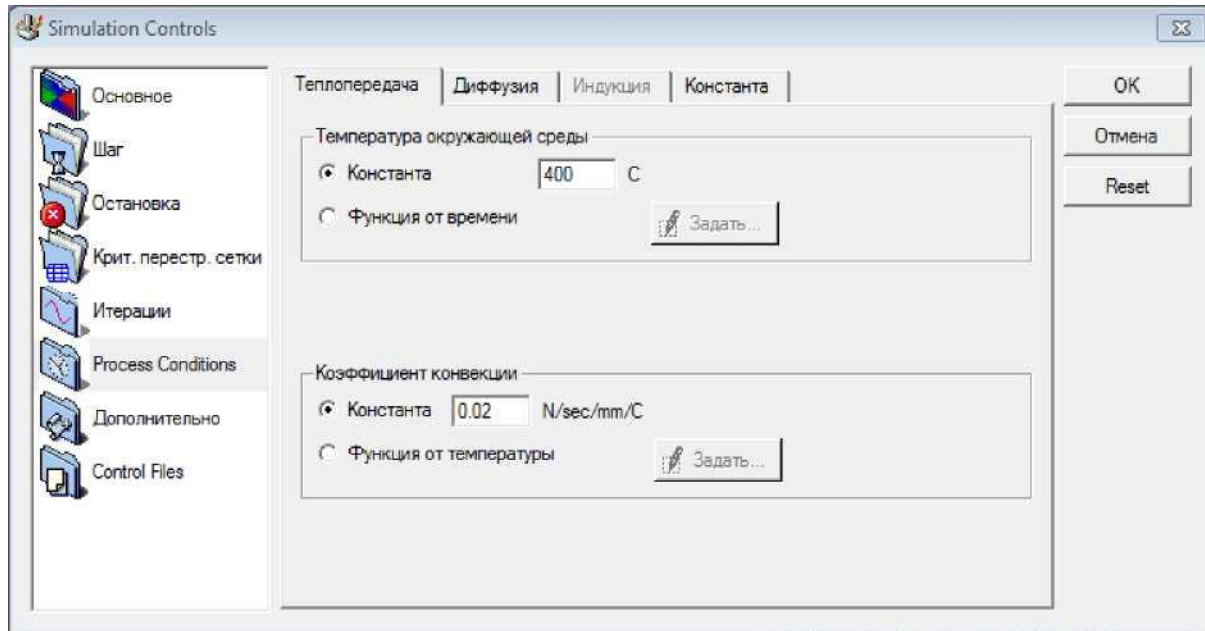 Simulation Controls
Основное
Шаг
Остановка
Крит. перестр. сетки
Итерации
Process Conditions
Дополнительно
Control Files
Теплопередача Диффузия Индукция Константа
Температура окружающей среды
Константа 400 C
Функция от времени Задать...
Коэффициент конвекции
Константа 0.02 N/sec/mm/C
Функция от температуры Задать...
OK
Отмена
Reset